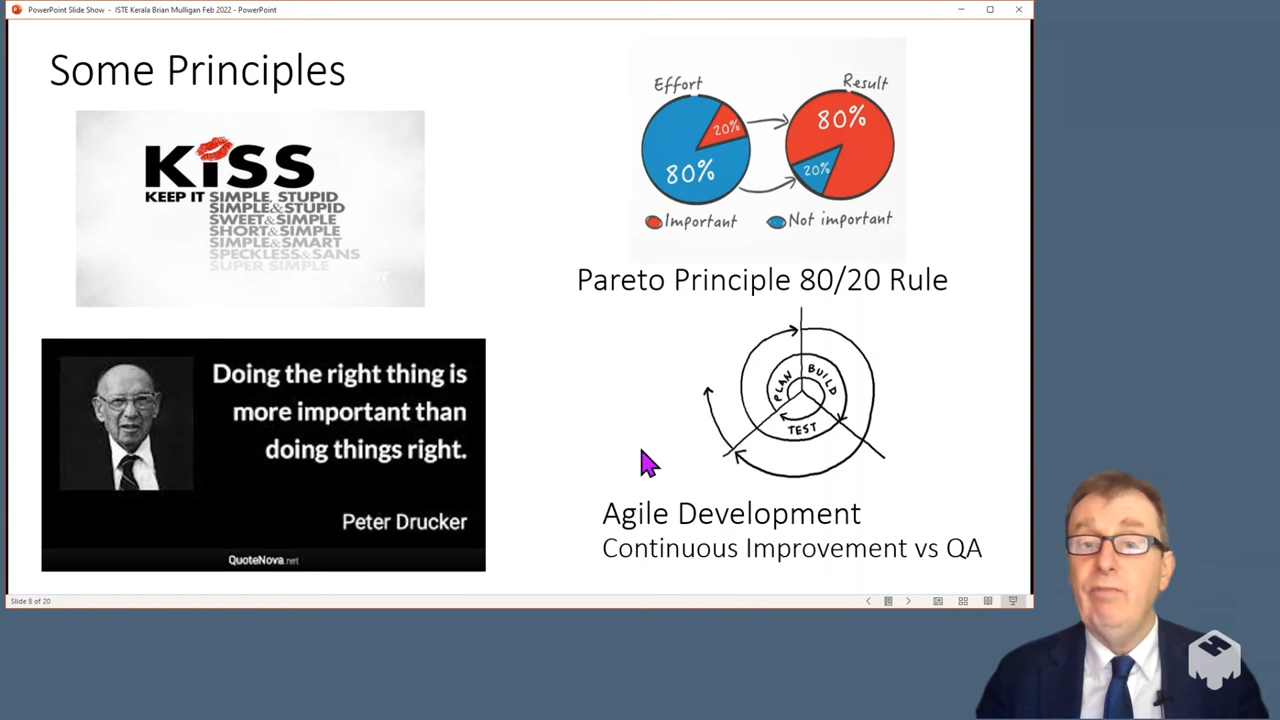 PowerPoint Slide Show - ISTE Kerala Brian Mulligan Feb 2022 - PowerPoint
Some Principles
KiSS
KEEP IT SIMPLE, STUPID
SIMPLE&STUPID
SWEET&SIMPLE
SHORT&SIMPLE
SIMPLE&SMART
SPECKLESS&SANS
SUPER SIMPLE
Effort
Result
20%
80%
80%
20%
Important
Not important
Pareto Principle 80/20 Rule
Doing the right thing is
more important than
doing things right.
Peter Drucker
QuoteNova.net
PLAN
BUILD
TEST
Agile Development
Continuous Improvement vs QA
Slide 8 of 20